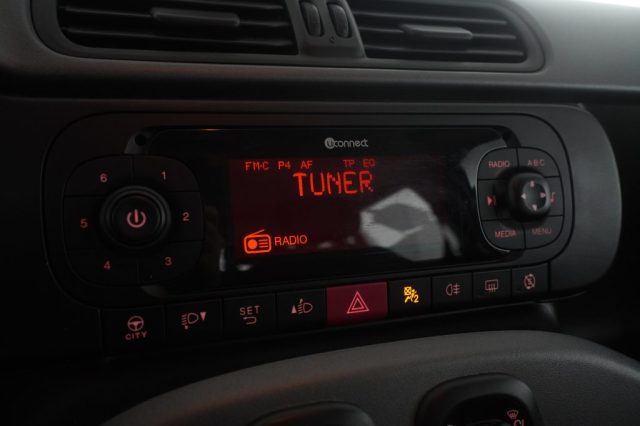 Uconnect
FM-C P4 AF TP EQ
TUNER
RADIO
6 1
5 2
4 3
RADIO A-B-C
MEDIA MENU
CITY
SET
2